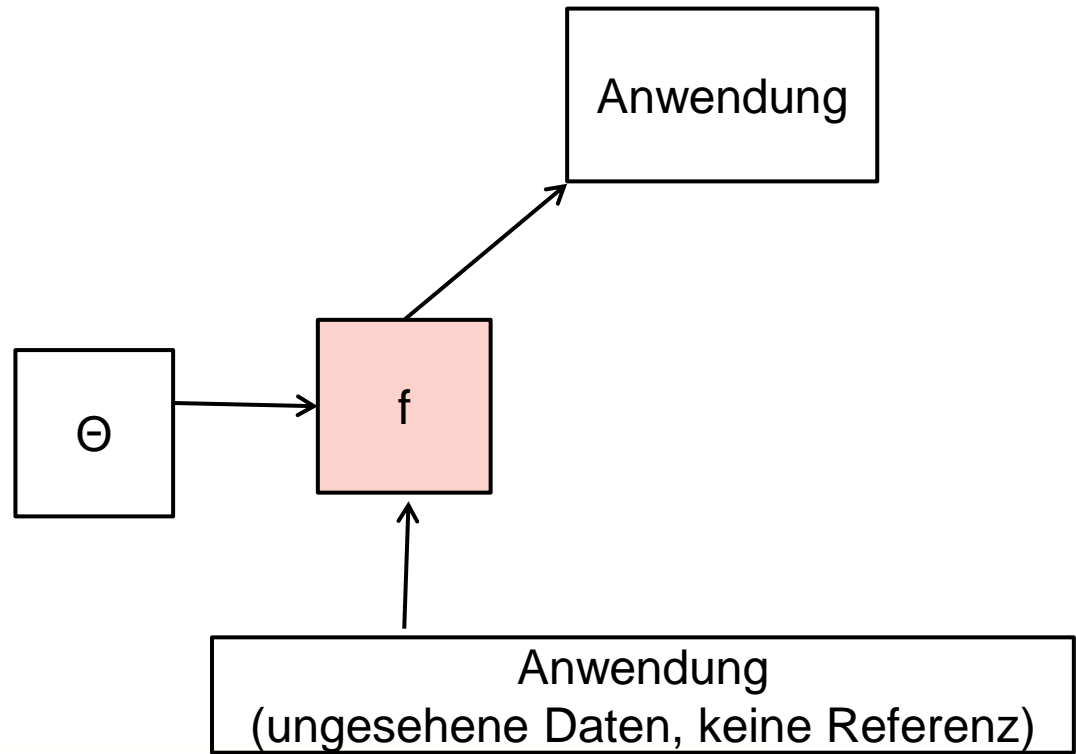 Anwendung
Θ
f
Anwendung
(ungesehene Daten, keine Referenz)